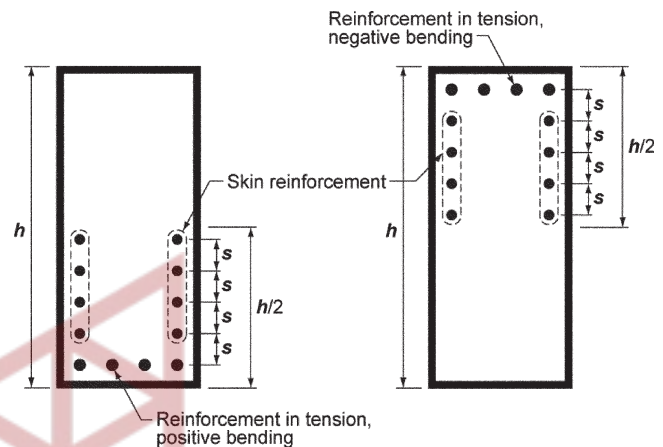 Reinforcement in tension,
negative bending
h
s
s
s
s
h/2
Skin reinforcement
h
h
s
s
s
s
h/2
Reinforcement in tension,
positive bending